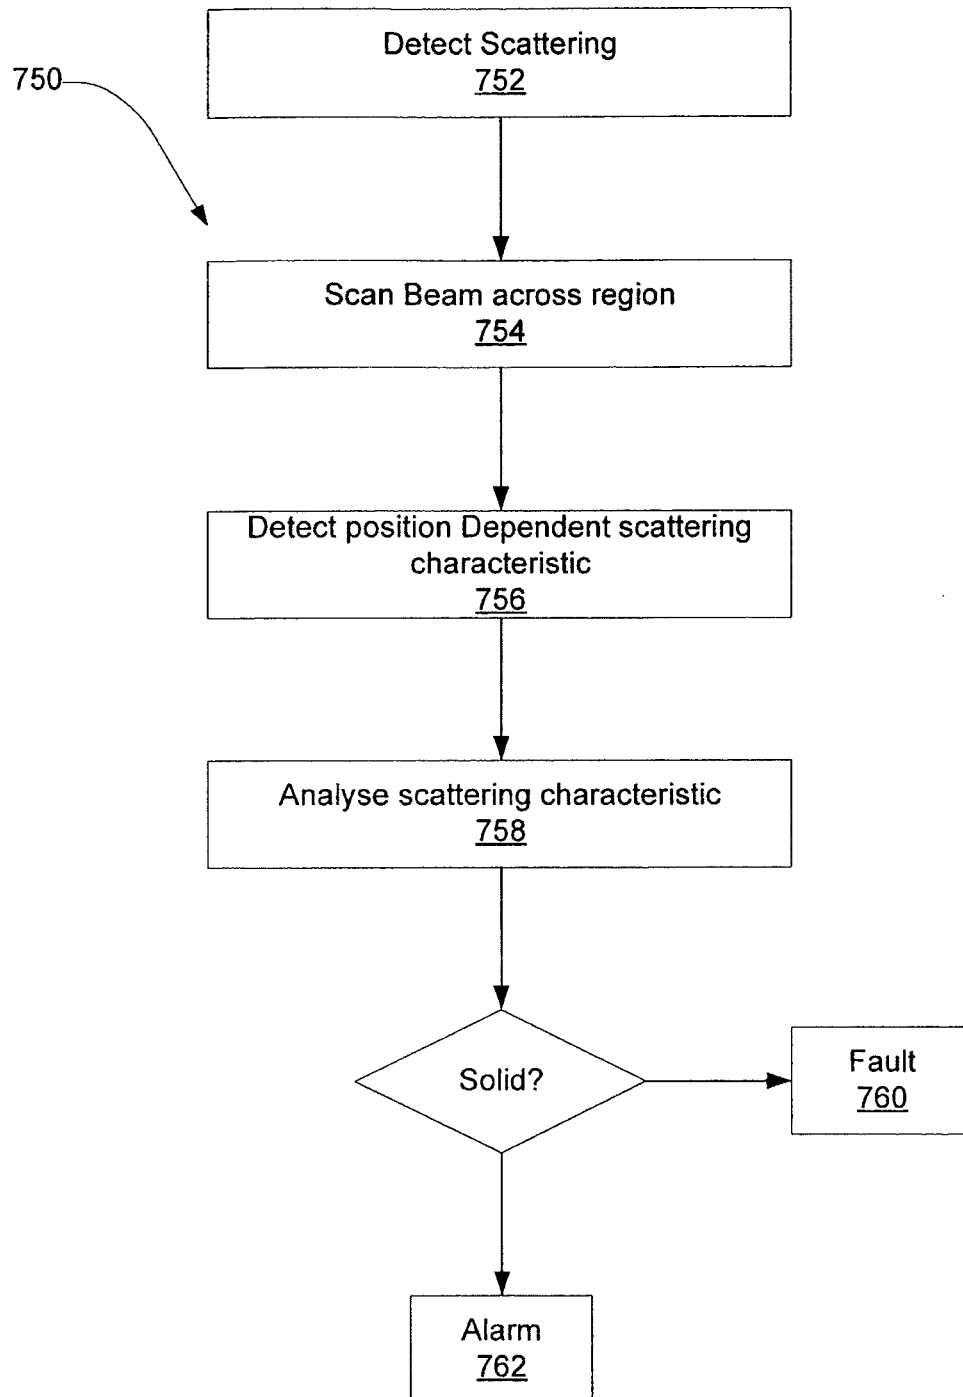 Detect Scattering
752
750
Scan Beam across region
754
Detect position Dependent scattering
characteristic
756
Analyse scattering characteristic
758
Solid?
Fault
760
Alarm
762